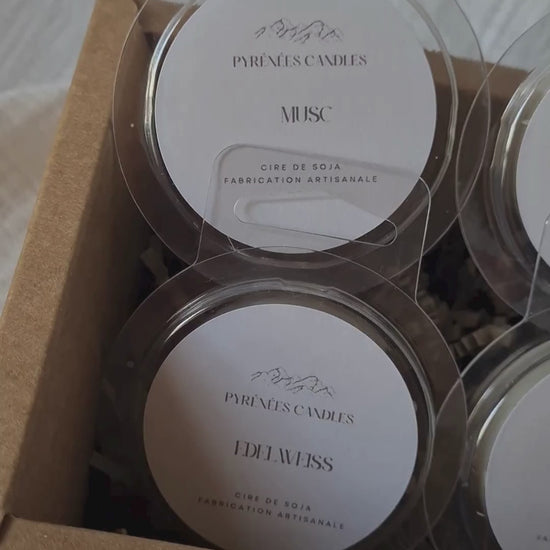 PYRÉNÉES CANDLES
MUSC
CIRE DE SOJA
FABRICATION ARTISANALE
PYRÉNÉES CANDLES
EDELWEISS
CIRE DE SOJA
FABRICATION ARTISANALE